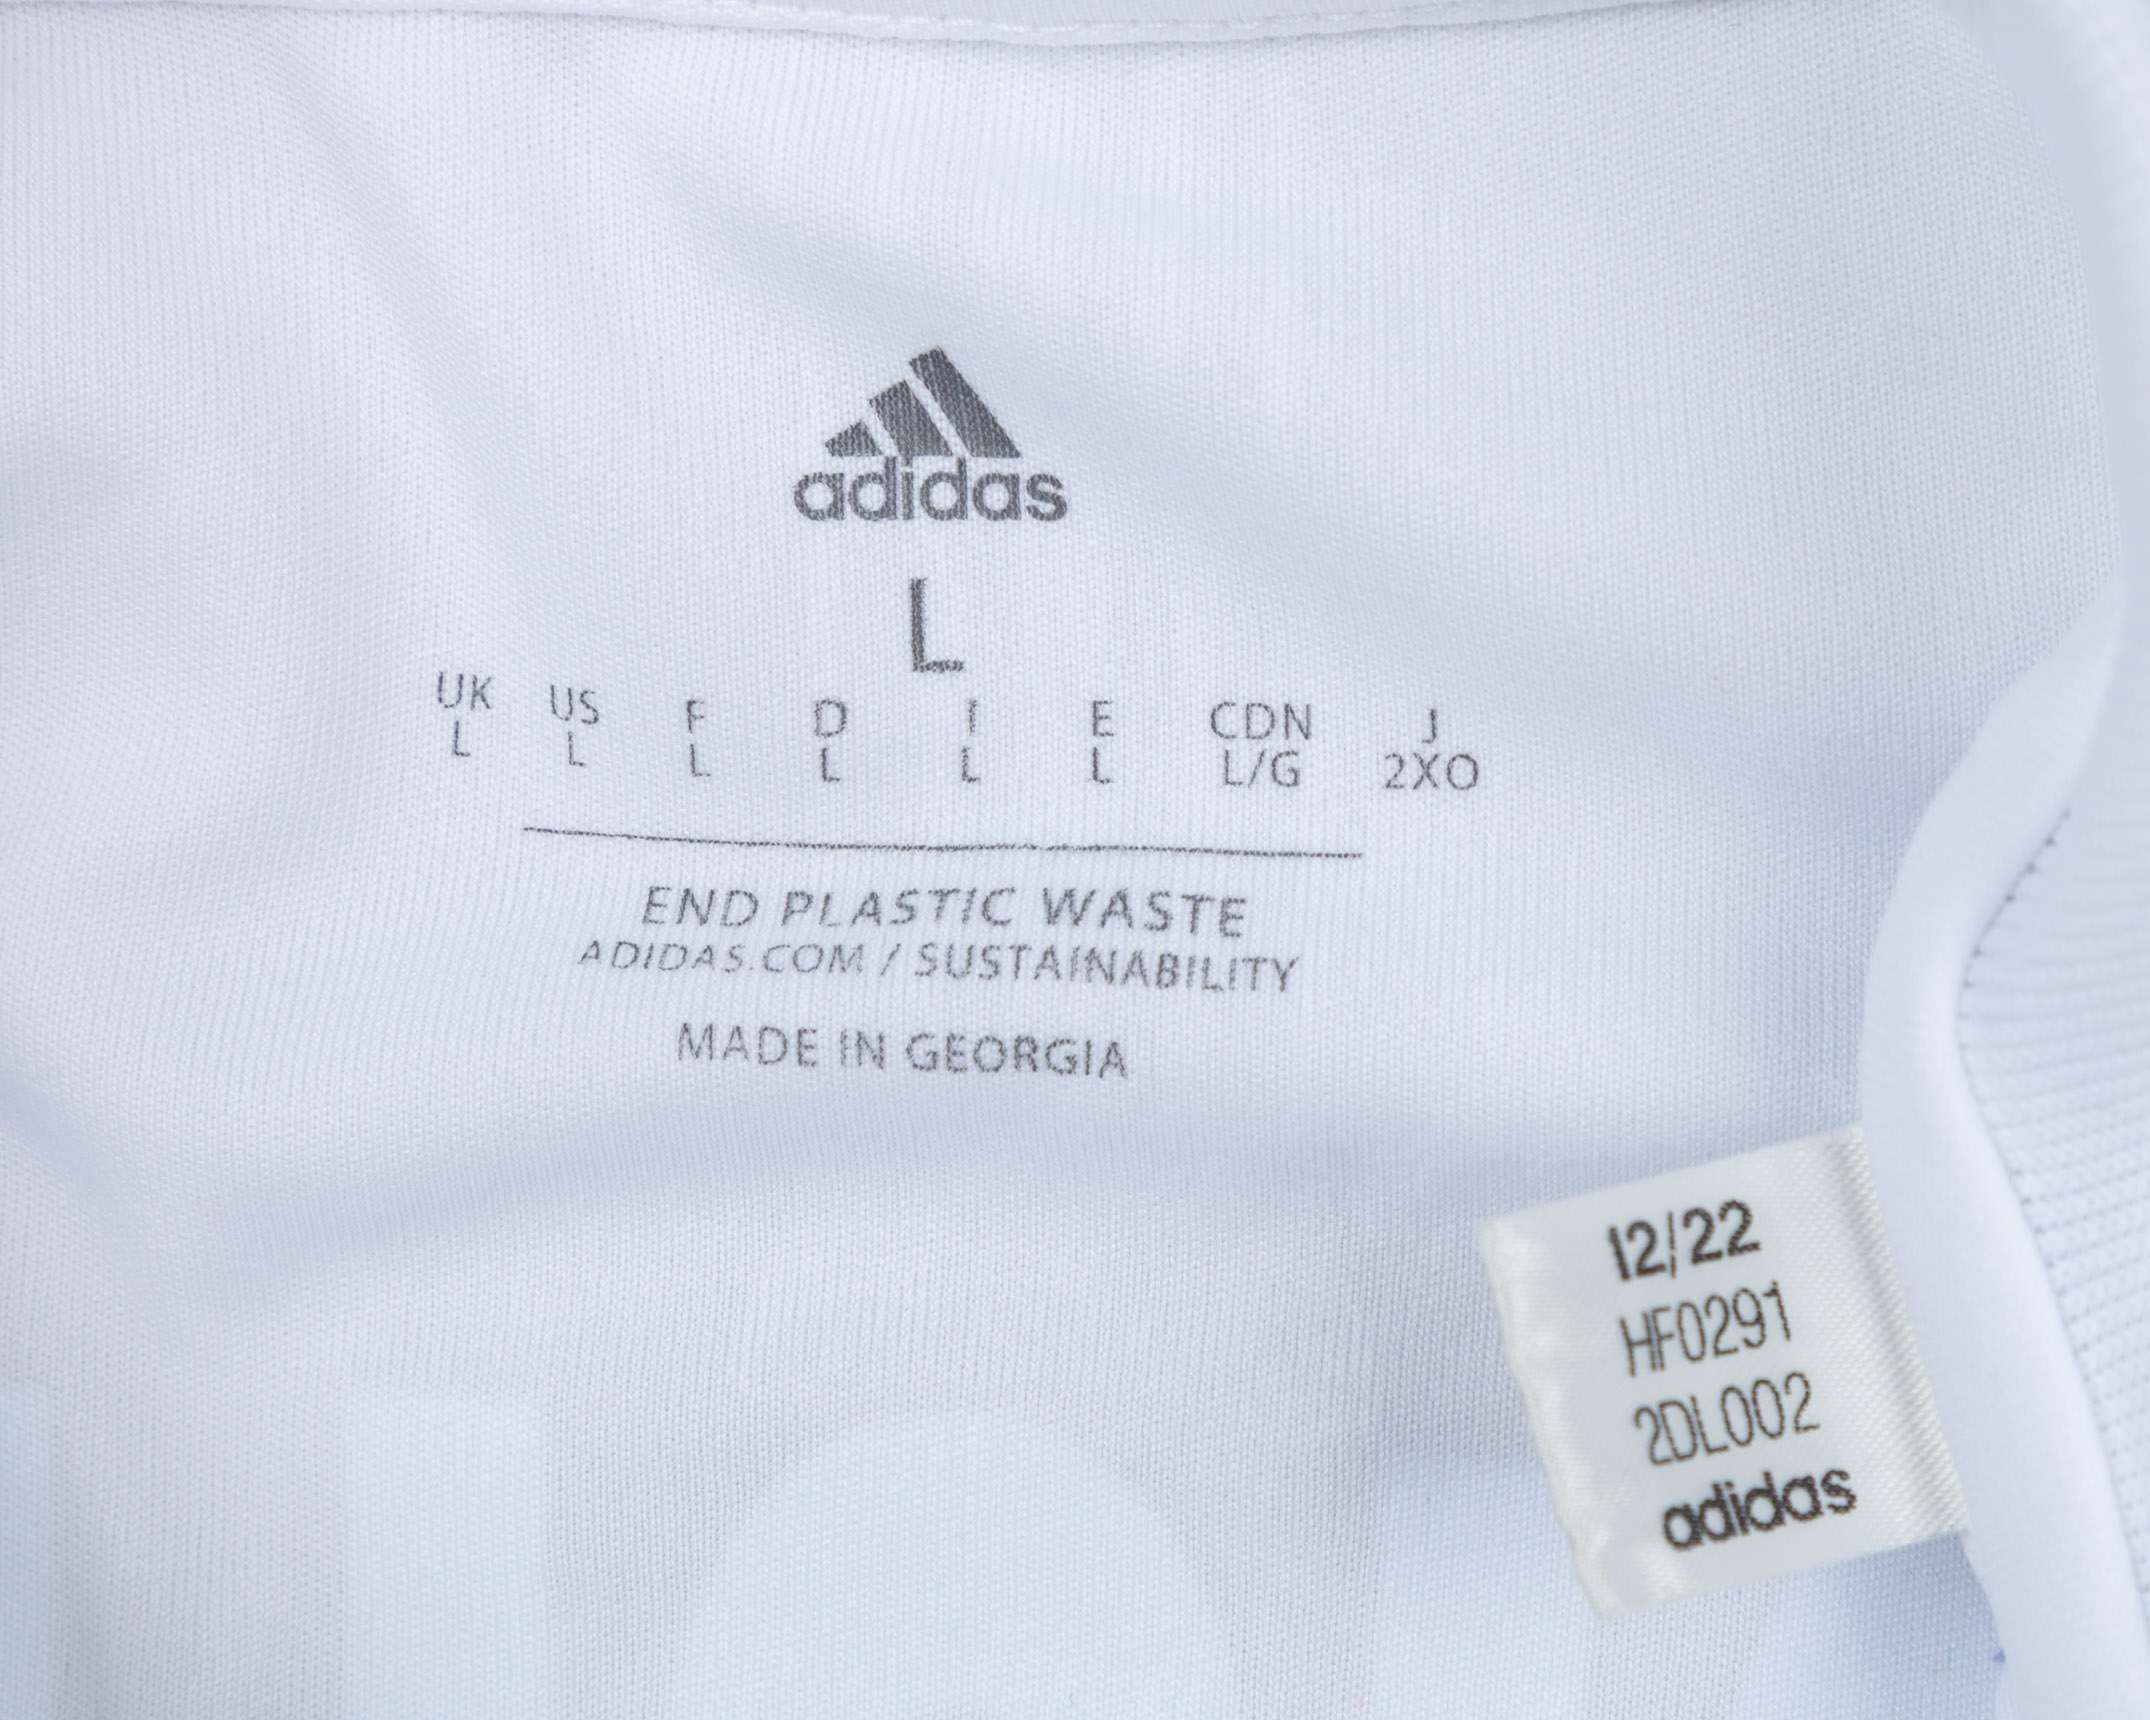 adidas
L
UK US F D I E CDN J
L L L L L L L/G 2XO
END PLASTIC WASTE
ADIDAS.COM / SUSTAINABILITY
MADE IN GEORGIA
12/22
HF0291
2DL002
adidas